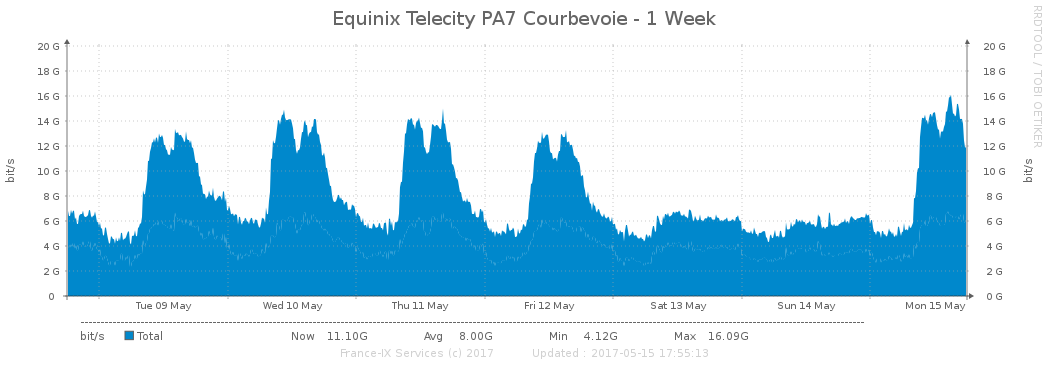 Equinix Telecity PA7 Courbevoie - 1 Week
RRDTOOL / TOBI OETIKER
20 G 20 G
18 G 18 G
16 G 16 G
14 G 14 G
12 G 12 G
10 G 10 G
8 G 8 G
6 G 6 G
4 G 4 G
2 G 2 G
0 0 G
bit/s bit/s
Tue 09 May Wed 10 May Thu 11 May Fri 12 May Sat 13 May Sun 14 May Mon 15 May
bit/s Total Now 11.10G Avg 8.00G Min 4.12G Max 16.09G
France-IX Services (c) 2017 Updated : 2017-05-15 17:55:13